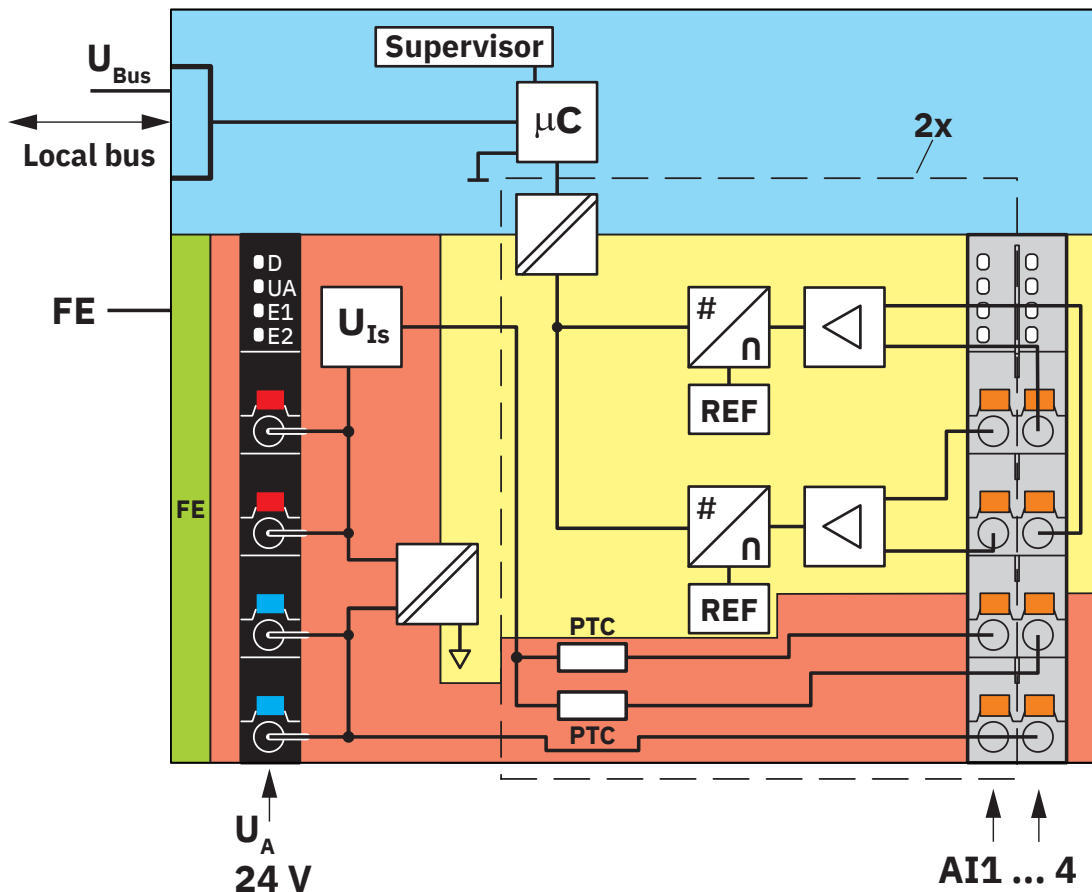 Supervisor
U Bus
μC
2x
Local bus
D
UA
E1
E2
FE
U Is
#
∩
REF
FE
#
∩
REF
PTC
PTC
U A
24 V
AI1 ... 4